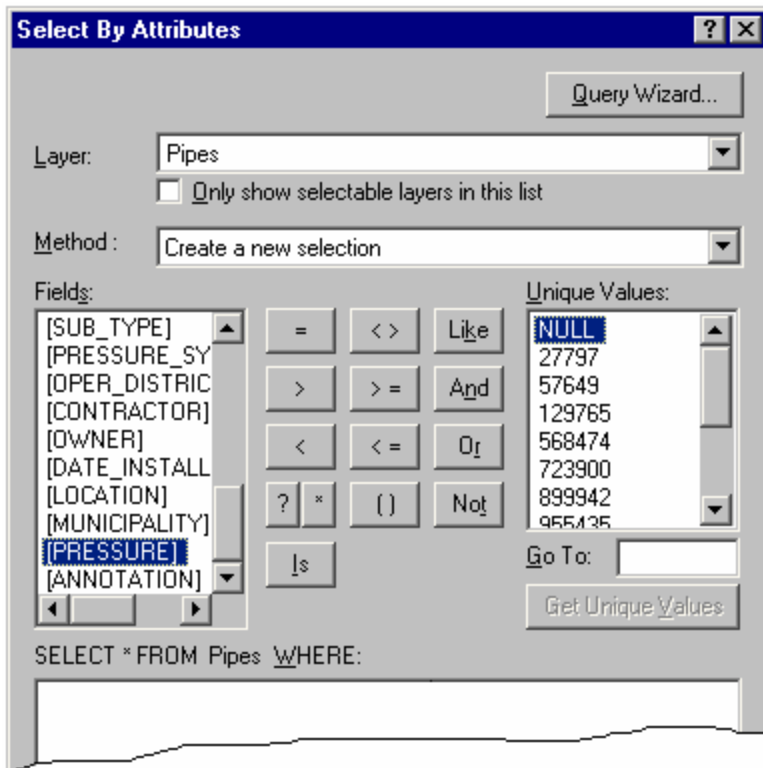 Select By Attributes
Query Wizard...
Layer: Pipes
Only show selectable layers in this list
Method : Create a new selection
Fields: Unique Values:
[SUB_TYPE] = < > Like NULL
[PRESSURE_SY 27797
[OPER_DISTRIC > > = And 57649
[CONTRACTOR] 129765
[OWNER] < < = Or 568474
[DATE_INSTALL 723900
[LOCATION] ? * ( ) Not 899942
[MUNICIPALITY] 955435
[PRESSURE] Is Go To:
[ANNOTATION]
Get Unique Values
SELECT * FROM Pipes WHERE: